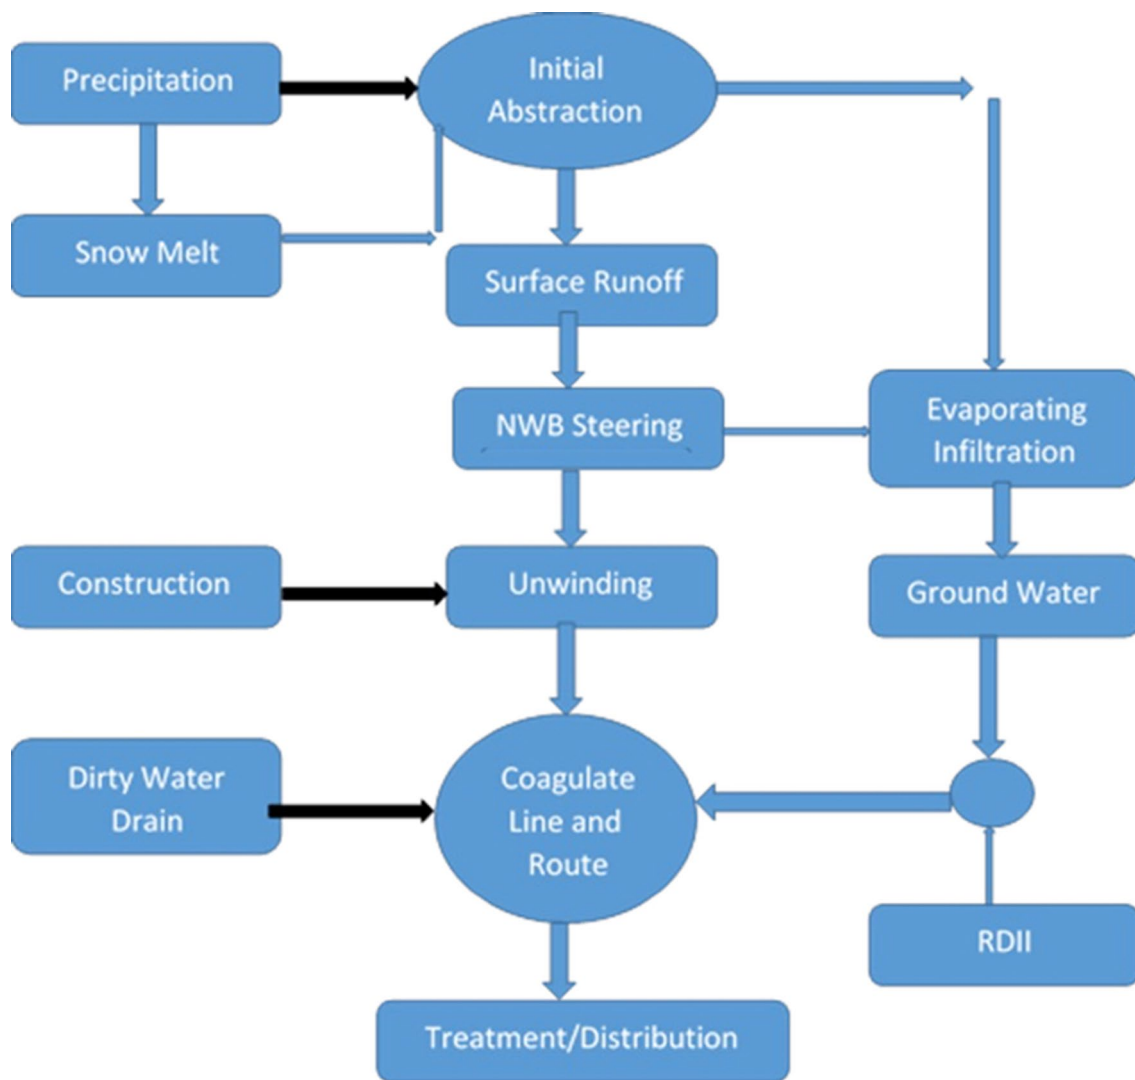 Precipitation
Initial
Abstraction
Snow Melt
Surface Runoff
NWB Steering
Evaporating
Infiltration
Construction
Unwinding
Ground Water
Dirty Water
Drain
Coagulate
Line and
Route
RDII
Treatment/Distribution